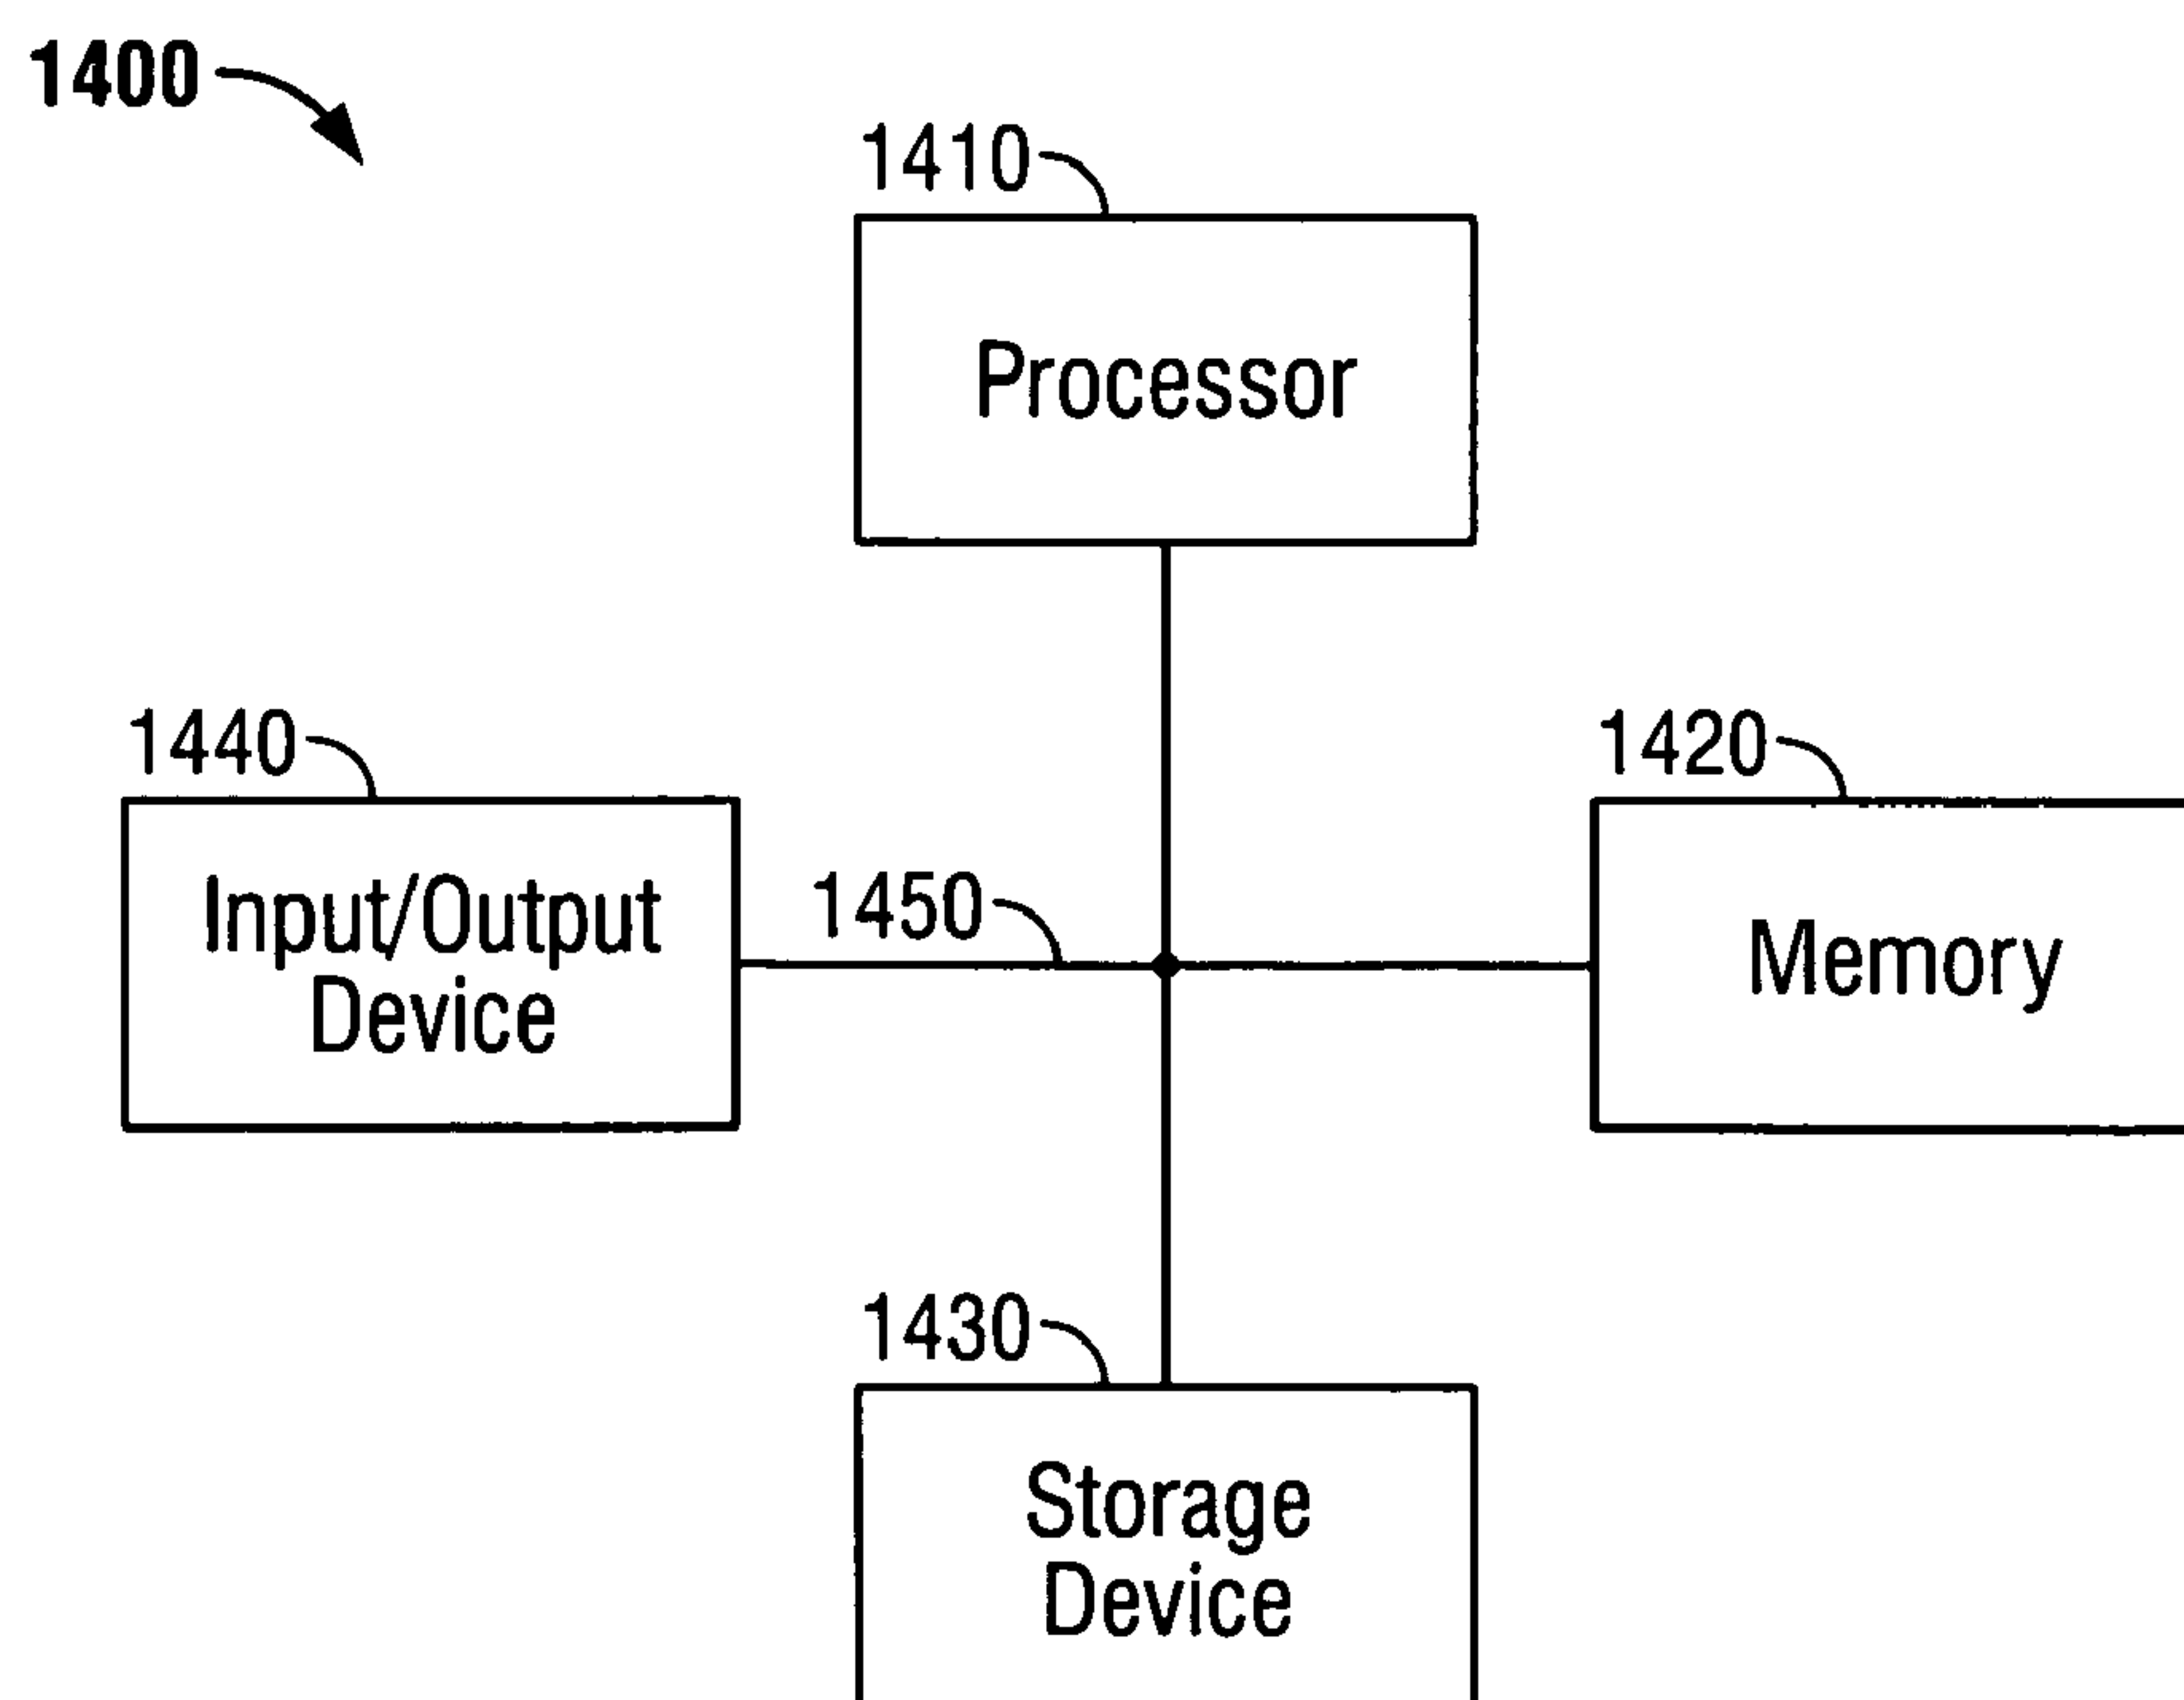 1400
1410
Processor
1440
1420
Input/Output
Device
1450
Memory
1430
Storage
Device